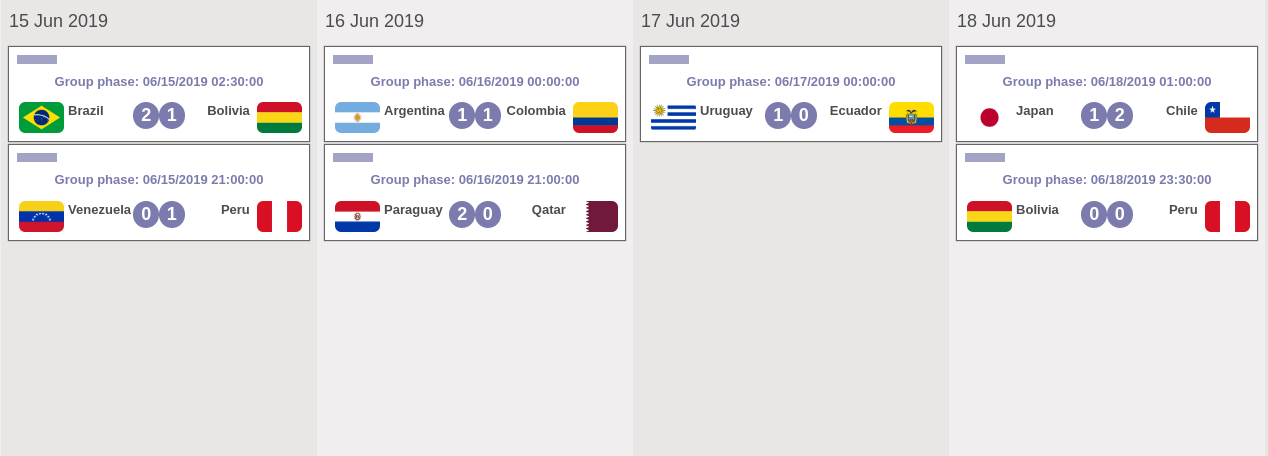 15 Jun 2019
Group phase: 06/15/2019 02:30:00
Brazil 2 1 Bolivia
Group phase: 06/15/2019 21:00:00
Venezuela 0 1 Peru
16 Jun 2019
Group phase: 06/16/2019 00:00:00
Argentina 1 1 Colombia
Group phase: 06/16/2019 21:00:00
Paraguay 2 0 Qatar
17 Jun 2019
Group phase: 06/17/2019 00:00:00
Uruguay 1 0 Ecuador
18 Jun 2019
Group phase: 06/18/2019 01:00:00
Japan 1 2 Chile
Group phase: 06/18/2019 23:30:00
Bolivia 0 0 Peru